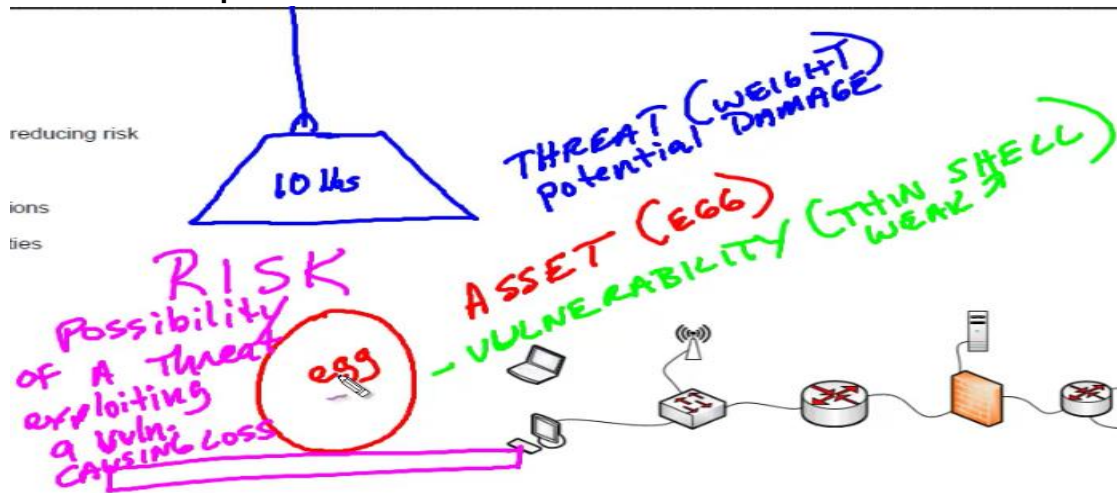 reducing risk
ions
ties
10 lbs
THREAT (WEIGHT)
Potential DAMAGE
ASSET (EGG)
- VULNERABILITY (THIN SHELL)
WEAK
RISK
Possibility
OF A Threat
exploiting
a vuln.
CAUSING LOSS
egg